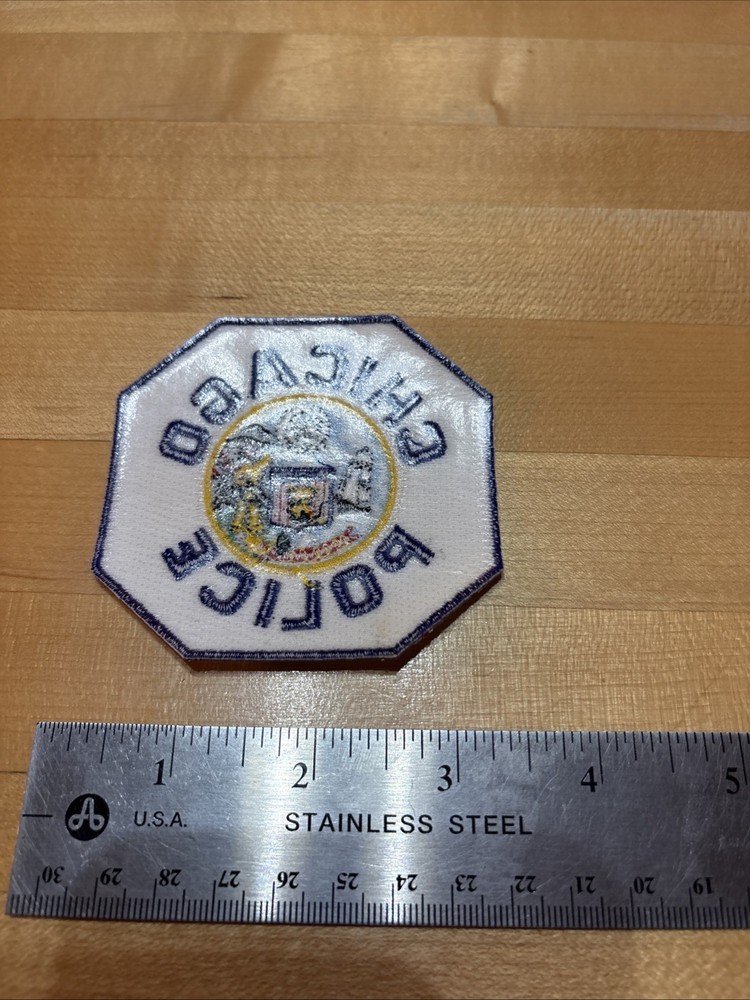 CHICAGO
POLICE
1 2 3 4 5
U.S.A. STAINLESS STEEL
30 29 28 27 26 25 24 23 22 21 20 19